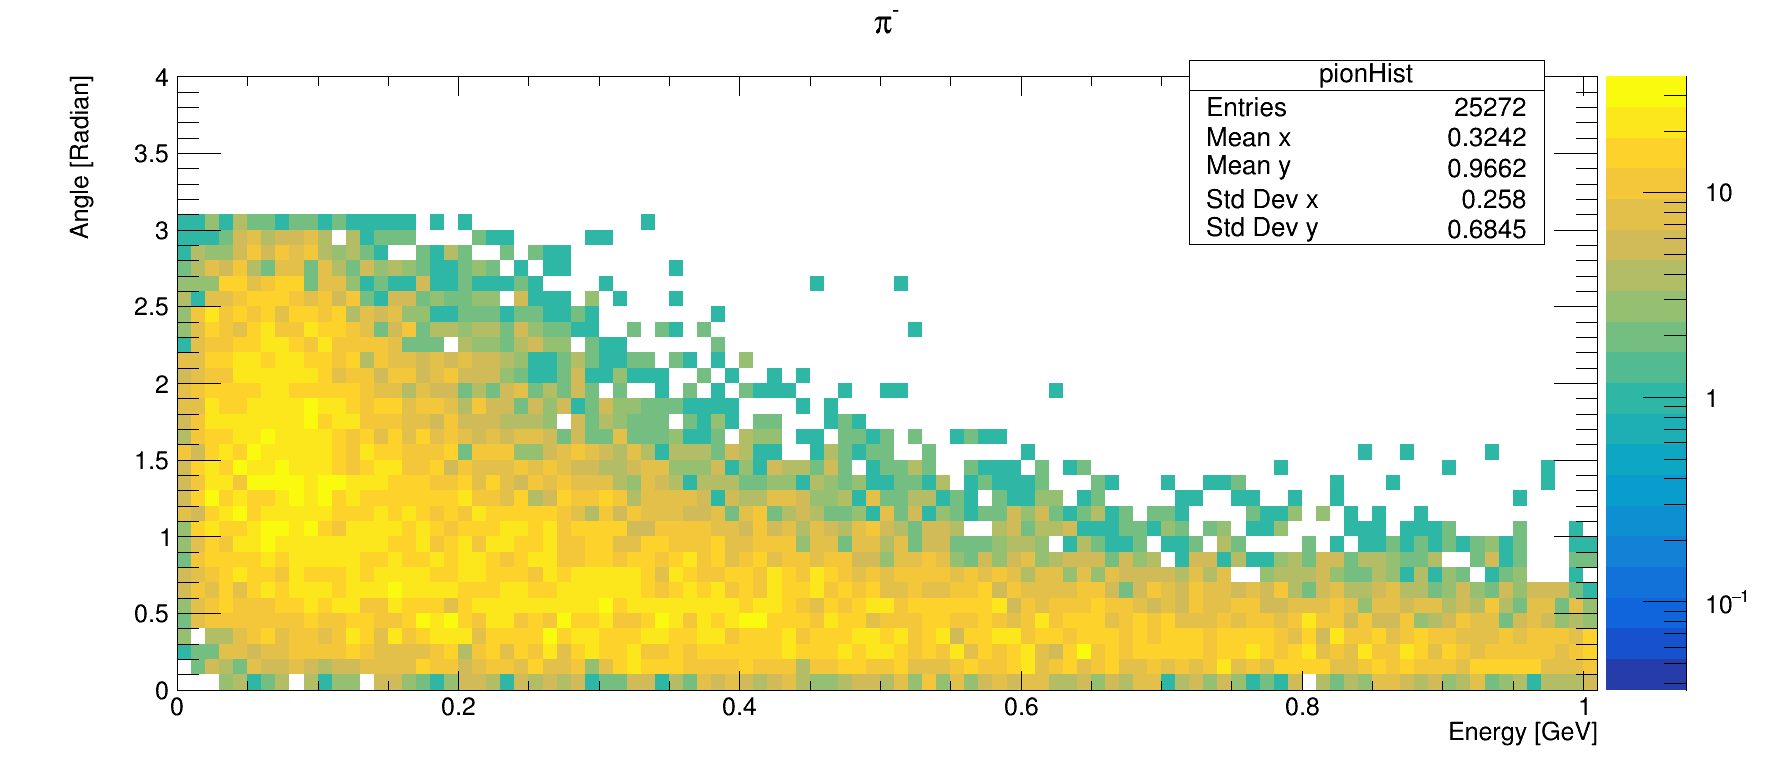 π⁻
pionHist
Entries 25272
Mean x 0.3242
Mean y 0.9662
Std Dev x 0.258
Std Dev y 0.6845
Angle [Radian]
4
3.5
3
2.5
2
1.5
1
0.5
0
0 0.2 0.4 0.6 0.8 1
Energy [GeV]
10
1
10⁻¹